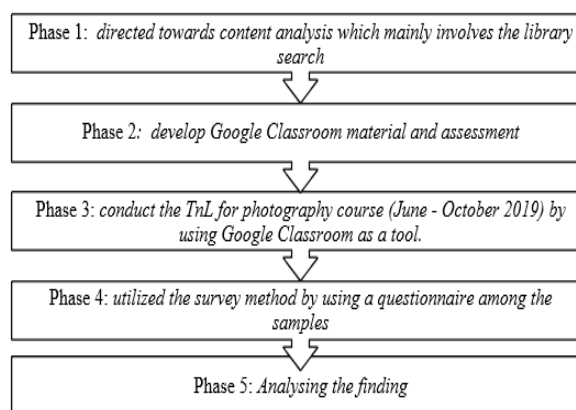 Phase 1: directed towards content analysis which mainly involves the library
search
Phase 2: develop Google Classroom material and assessment
Phase 3: conduct the TnL for photography course (June - October 2019) by
using Google Classroom as a tool.
Phase 4: utilized the survey method by using a questionnaire among the
samples
Phase 5: Analysing the finding